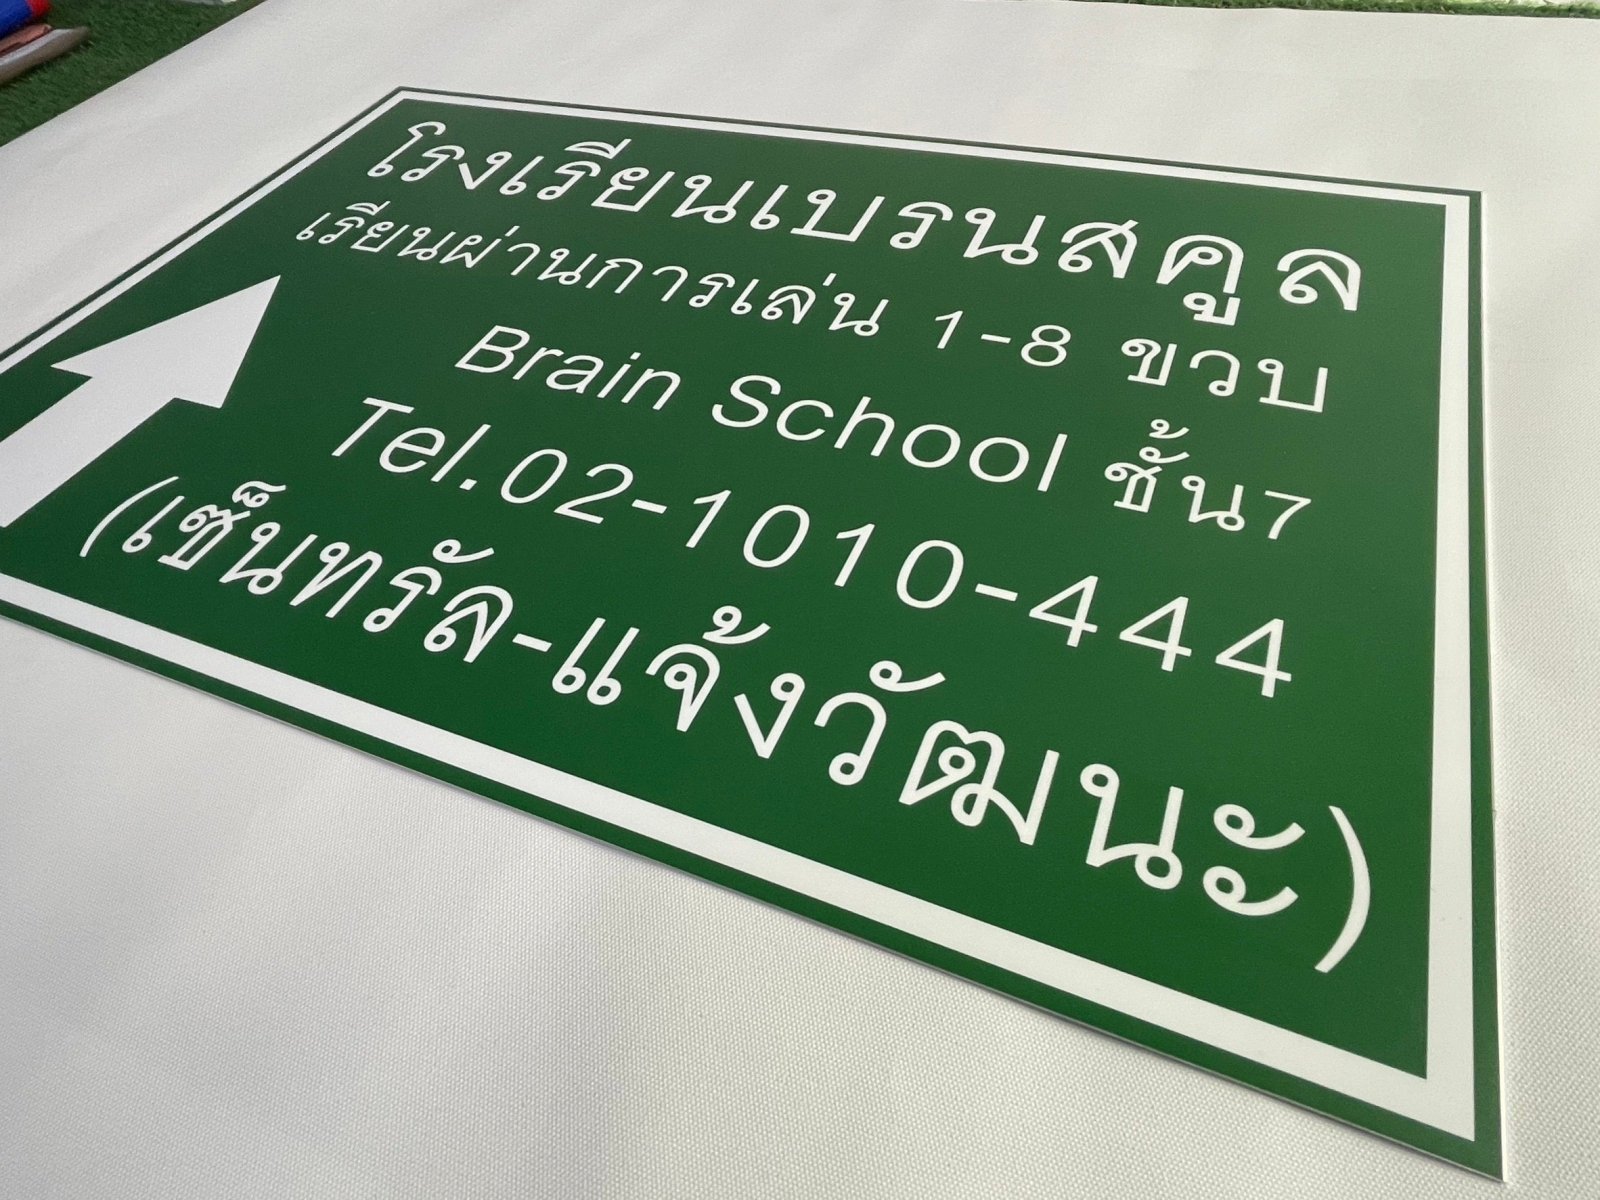 โรงเรียนเบรนสคูล
เรียนผ่านการเล่น 1-8 ขวบ
Brain School ชั้น7
Tel.02-1010-444
(เซ็นทรัล-แจ้งวัฒนะ)